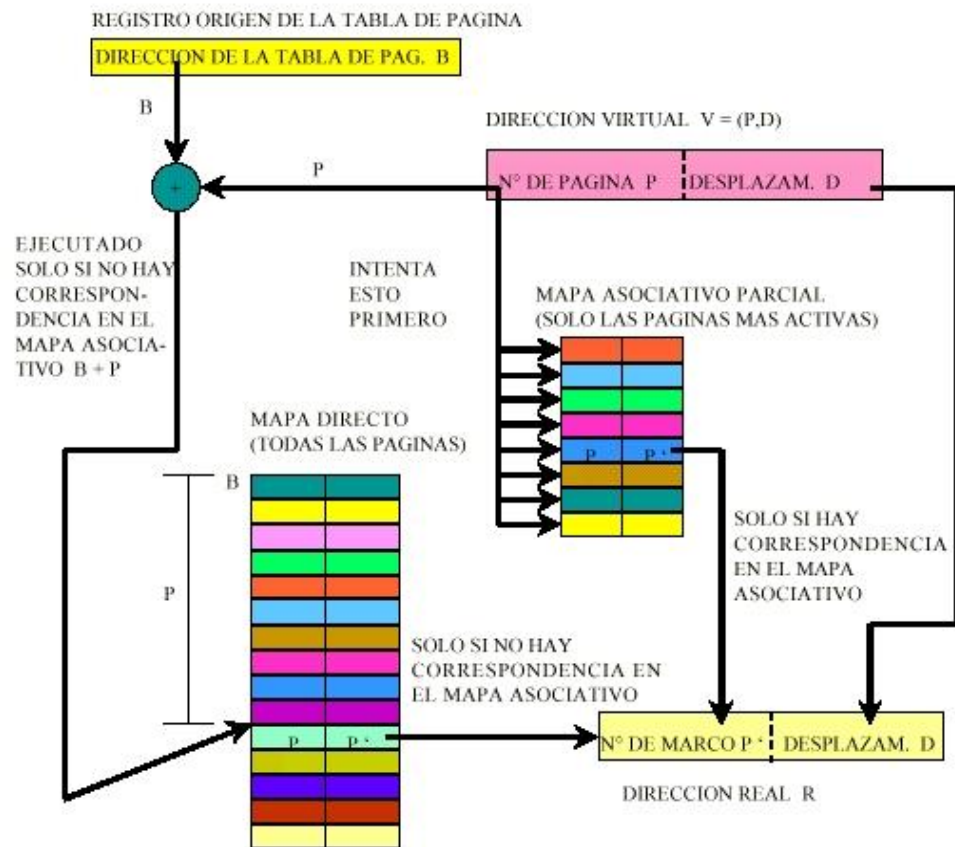 REGISTRO ORIGEN DE LA TABLA DE PAGINA
DIRECCION DE LA TABLA DE PAG. B
B
DIRECCION VIRTUAL V = (P,D)
P
N° DE PAGINA P
DESPLAZAM. D
+
EJECUTADO
SOLO SI NO HAY
CORRESPON-
DENCIA EN EL
MAPA ASOCIA-
TIVO B + P
INTENTA
ESTO
PRIMERO
MAPA ASOCIATIVO PARCIAL
(SOLO LAS PAGINAS MAS ACTIVAS)
P P ‘
MAPA DIRECTO
(TODAS LAS PAGINAS)
B
P
SOLO SI HAY
CORRESPONDENCIA
EN EL MAPA
ASOCIATIVO
SOLO SI NO HAY
CORRESPONDENCIA EN
EL MAPA ASOCIATIVO
P P ‘
N° DE MARCO P ‘
DESPLAZAM. D
DIRECCION REAL R